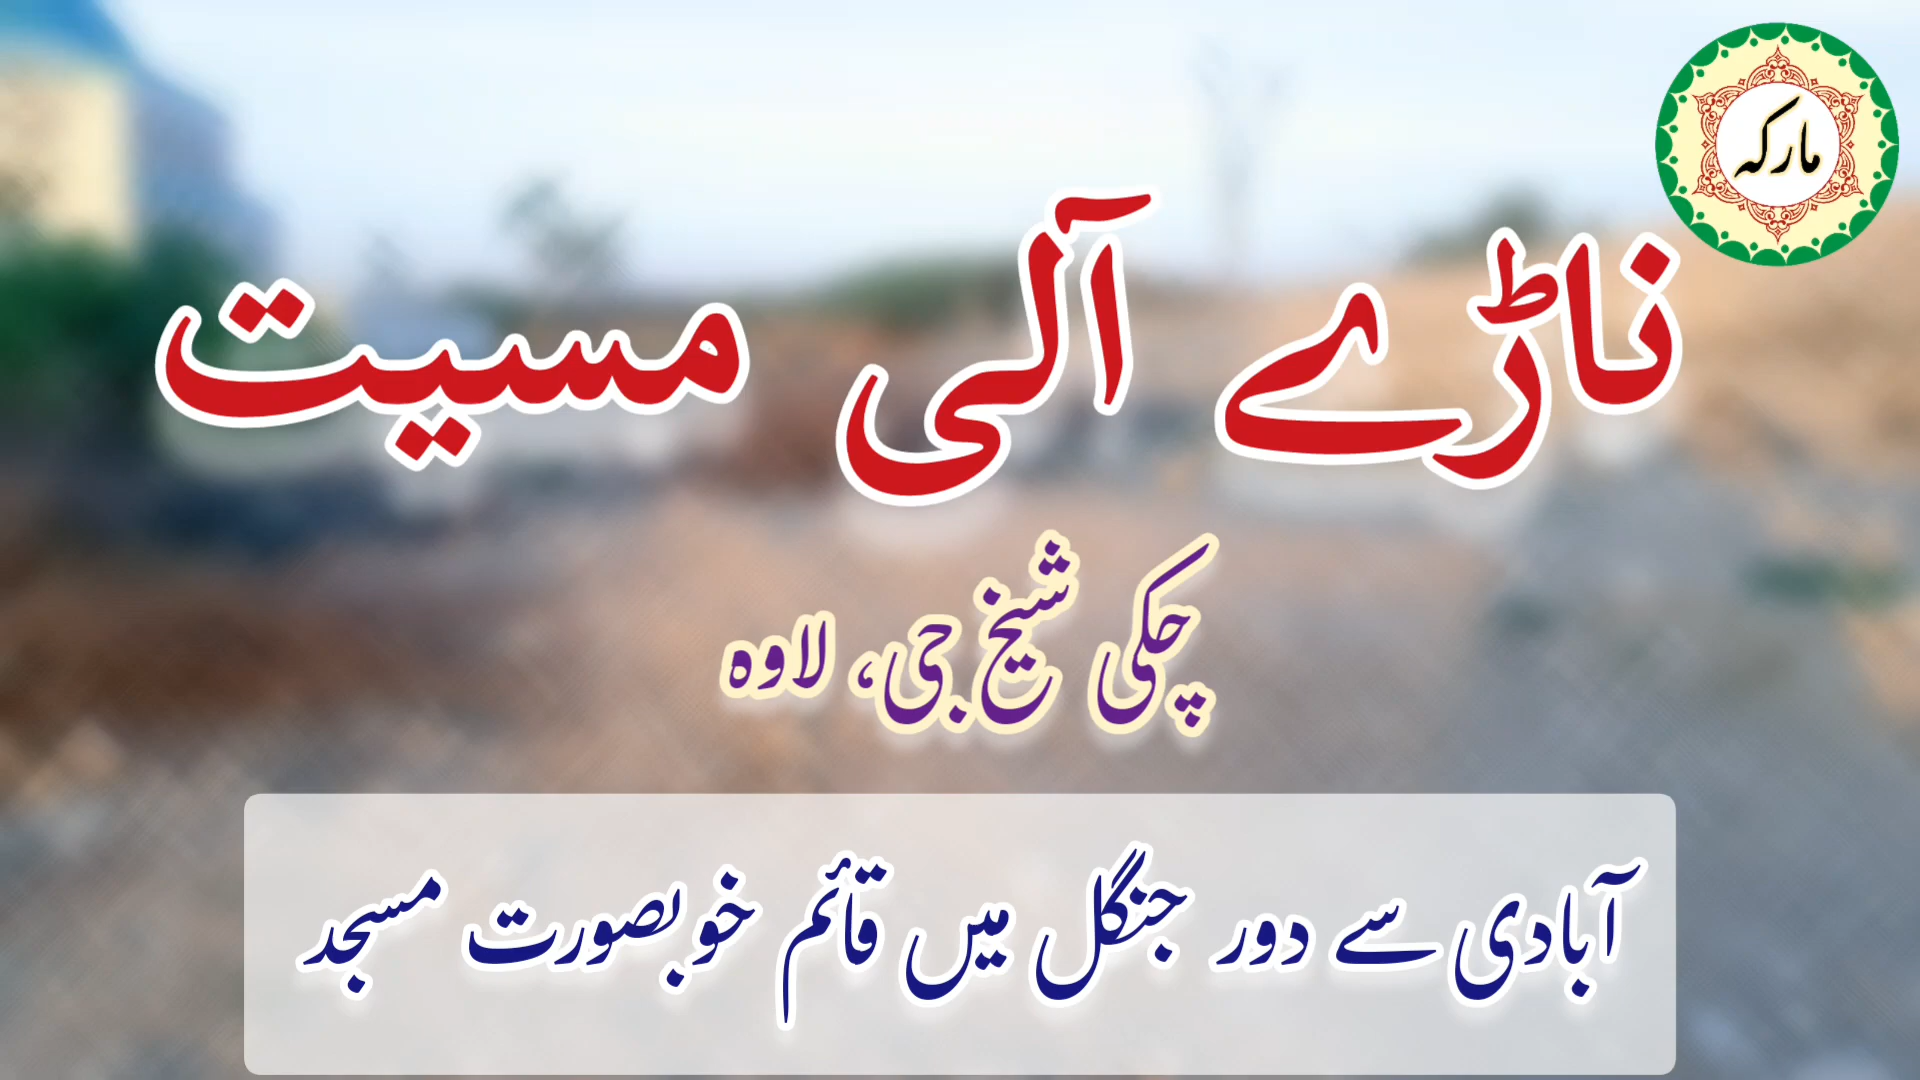 مارکہ
ناڑے آلی مسیت
چکی شیخ جی، لاوہ
آبادی سے دور جنگل میں قائم خوبصورت مسجد